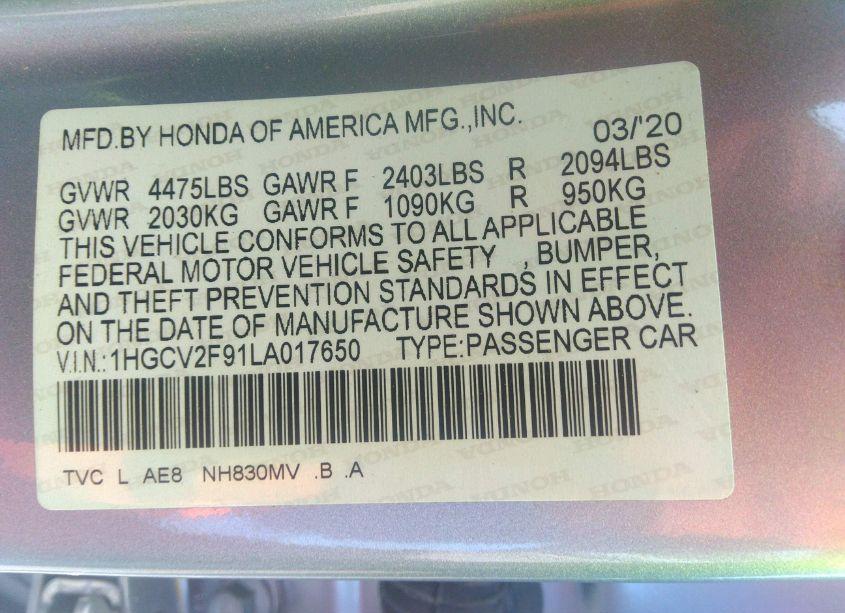 MFD.BY HONDA OF AMERICA MFG.,INC. 03/'20
GVWR 4475LBS GAWR F 2403LBS R 2094LBS
GVWR 2030KG GAWR F 1090KG R 950KG
THIS VEHICLE CONFORMS TO ALL APPLICABLE
FEDERAL MOTOR VEHICLE SAFETY , BUMPER,
AND THEFT PREVENTION STANDARDS IN EFFECT
ON THE DATE OF MANUFACTURE SHOWN ABOVE.
V.I.N.:1HGCV2F91LA017650 TYPE:PASSENGER CAR
TVC L AE8 NH830MV .B .A